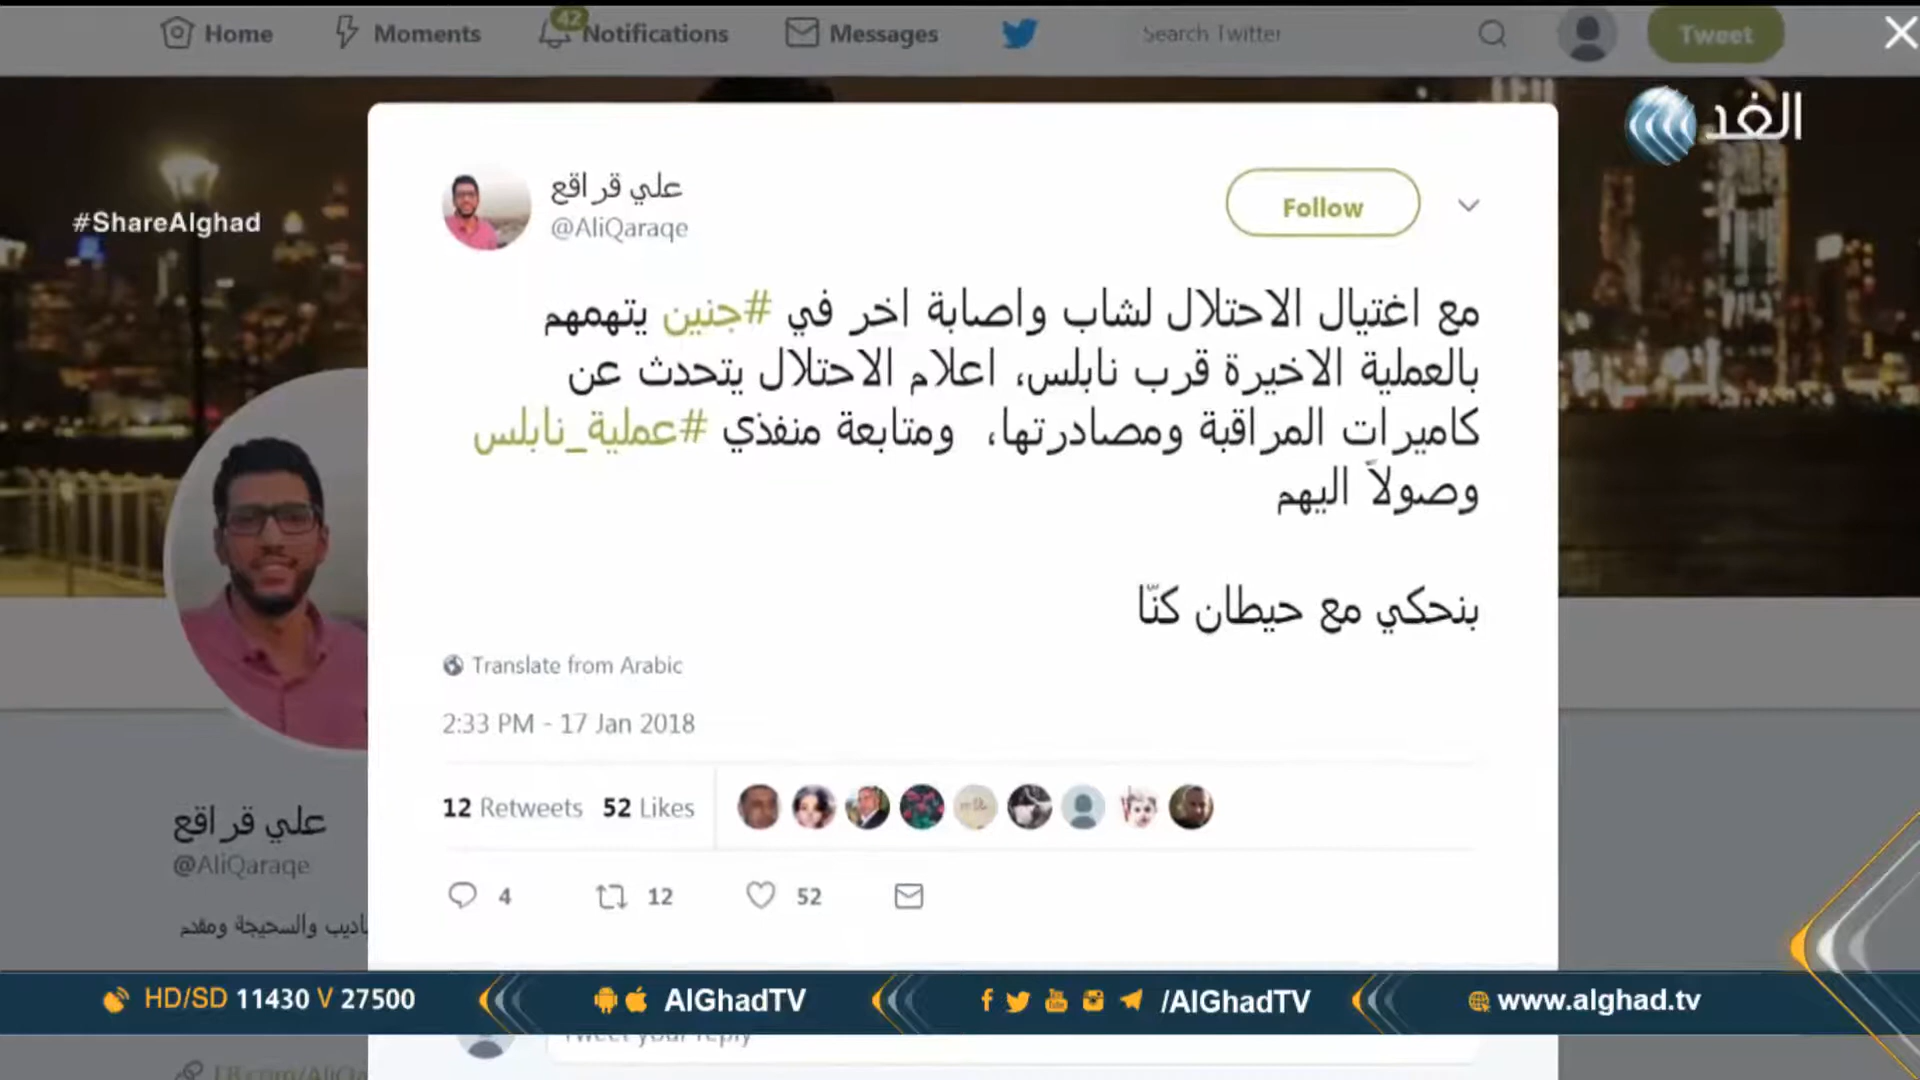 Home
Moments
42
Notifications
Messages
Search Twitter
Tweet
الغد
#ShareAlghad
علي قراقع
@AliQaraqe
Follow
مع اغتيال الاحتلال لشاب واصابة اخر في #جنين يتهمهم
بالعملية الاخيرة قرب نابلس، اعلام الاحتلال يتحدث عن
كاميرات المراقبة ومصادرتها، ومتابعة منفذي #عملية_نابلس
وصولاً اليهم
بنحكي مع حيطان كنّا
Translate from Arabic
2:33 PM - 17 Jan 2018
12 Retweets 52 Likes
4
12
52
علي قراقع
@AliQaraqe
والسحيجة ومقدم
HD/SD 11430 V 27500
AlGhadTV
/AlGhadTV
www.alghad.tv
Tweet your reply